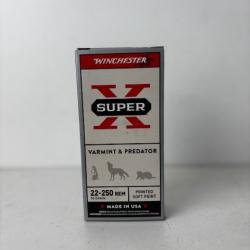 WINCHESTER
SUPER X
VARMINT & PREDATOR
22-250 REM
POINTED
SOFT POINT
MADE IN USA